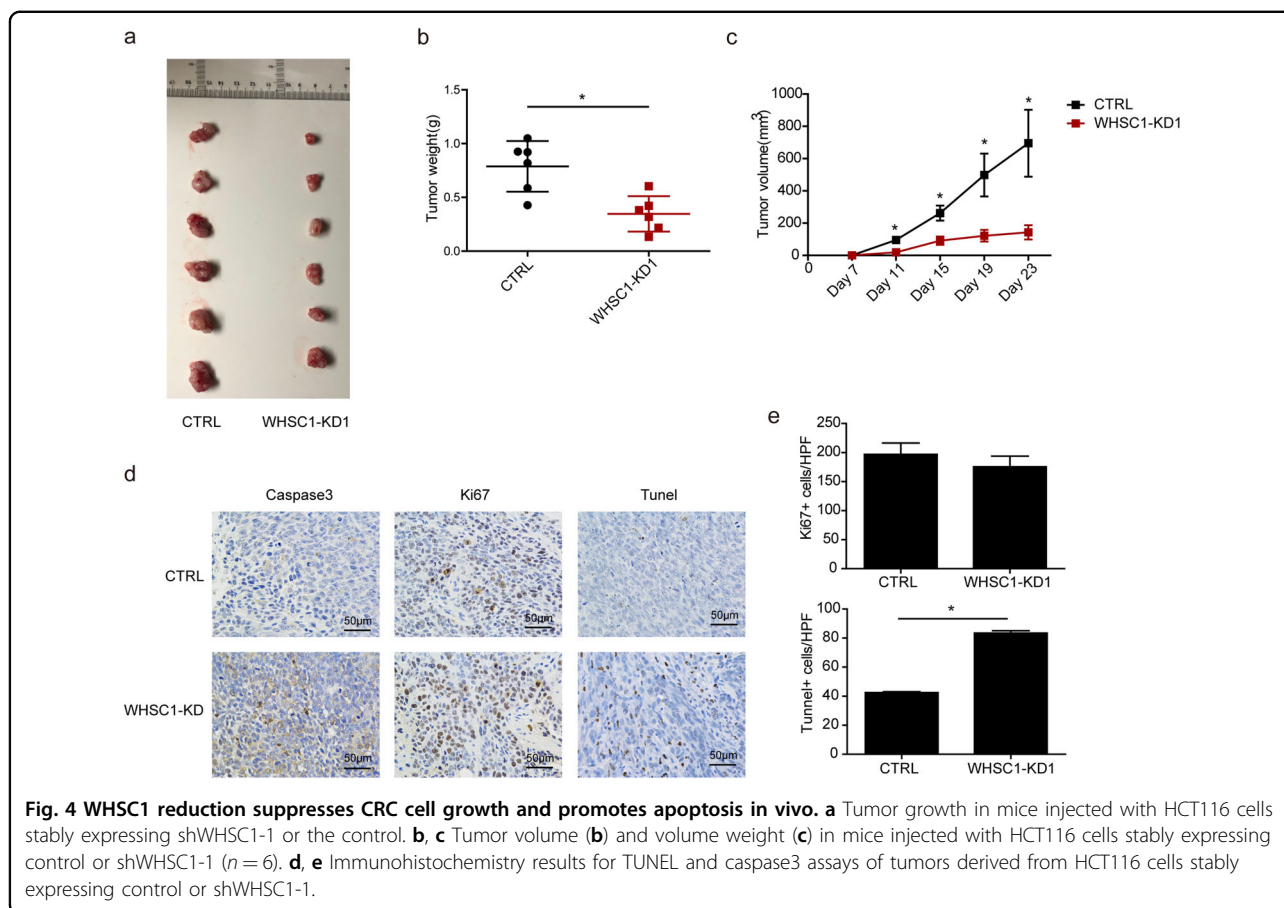 a
b
c
CTRL
WHSC1-KD1
Tumor weight(g)
1.5
1.0
0.5
0.0
*
CTRL
WHSC1-KD1
Tumor volume(mm3
1000
800
600
400
200
0
0
Day 7
Day 11
Day 15
Day 19
Day 23
*
*
*
*
CTRL
WHSC1-KD1
d
Caspase3
Ki67
Tunel
CTRL
50μm
50μm
50μm
WHSC1-KD
50μm
50μm
50μm
e
Ki67+ cells/HPF
250
200
150
100
50
0
CTRL
WHSC1-KD1
Tunnel+ cells/HPF
80
60
40
20
0
*
CTRL
WHSC1-KD1
Fig. 4 WHSC1 reduction suppresses CRC cell growth and promotes apoptosis in vivo. a Tumor growth in mice injected with HCT116 cells
stably expressing shWHSC1-1 or the control. b, c Tumor volume (b) and volume weight (c) in mice injected with HCT116 cells stably expressing
control or shWHSC1-1 (n = 6). d, e Immunohistochemistry results for TUNEL and caspase3 assays of tumors derived from HCT116 cells stably
expressing control or shWHSC1-1.